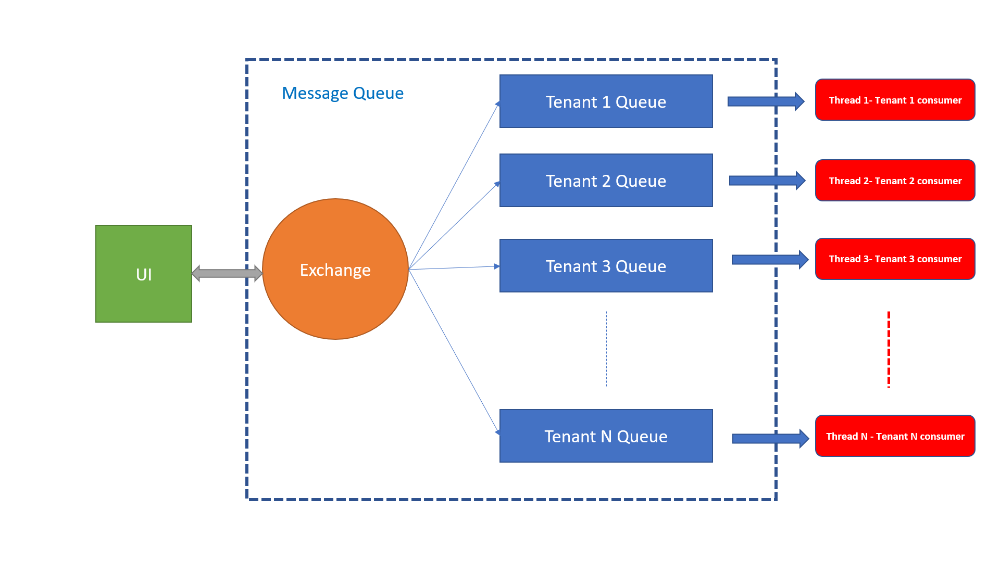 Message Queue
UI
Exchange
Tenant 1 Queue
Tenant 2 Queue
Tenant 3 Queue
Tenant N Queue
Thread 1- Tenant 1 consumer
Thread 2- Tenant 2 consumer
Thread 3- Tenant 3 consumer
Thread N - Tenant N consumer